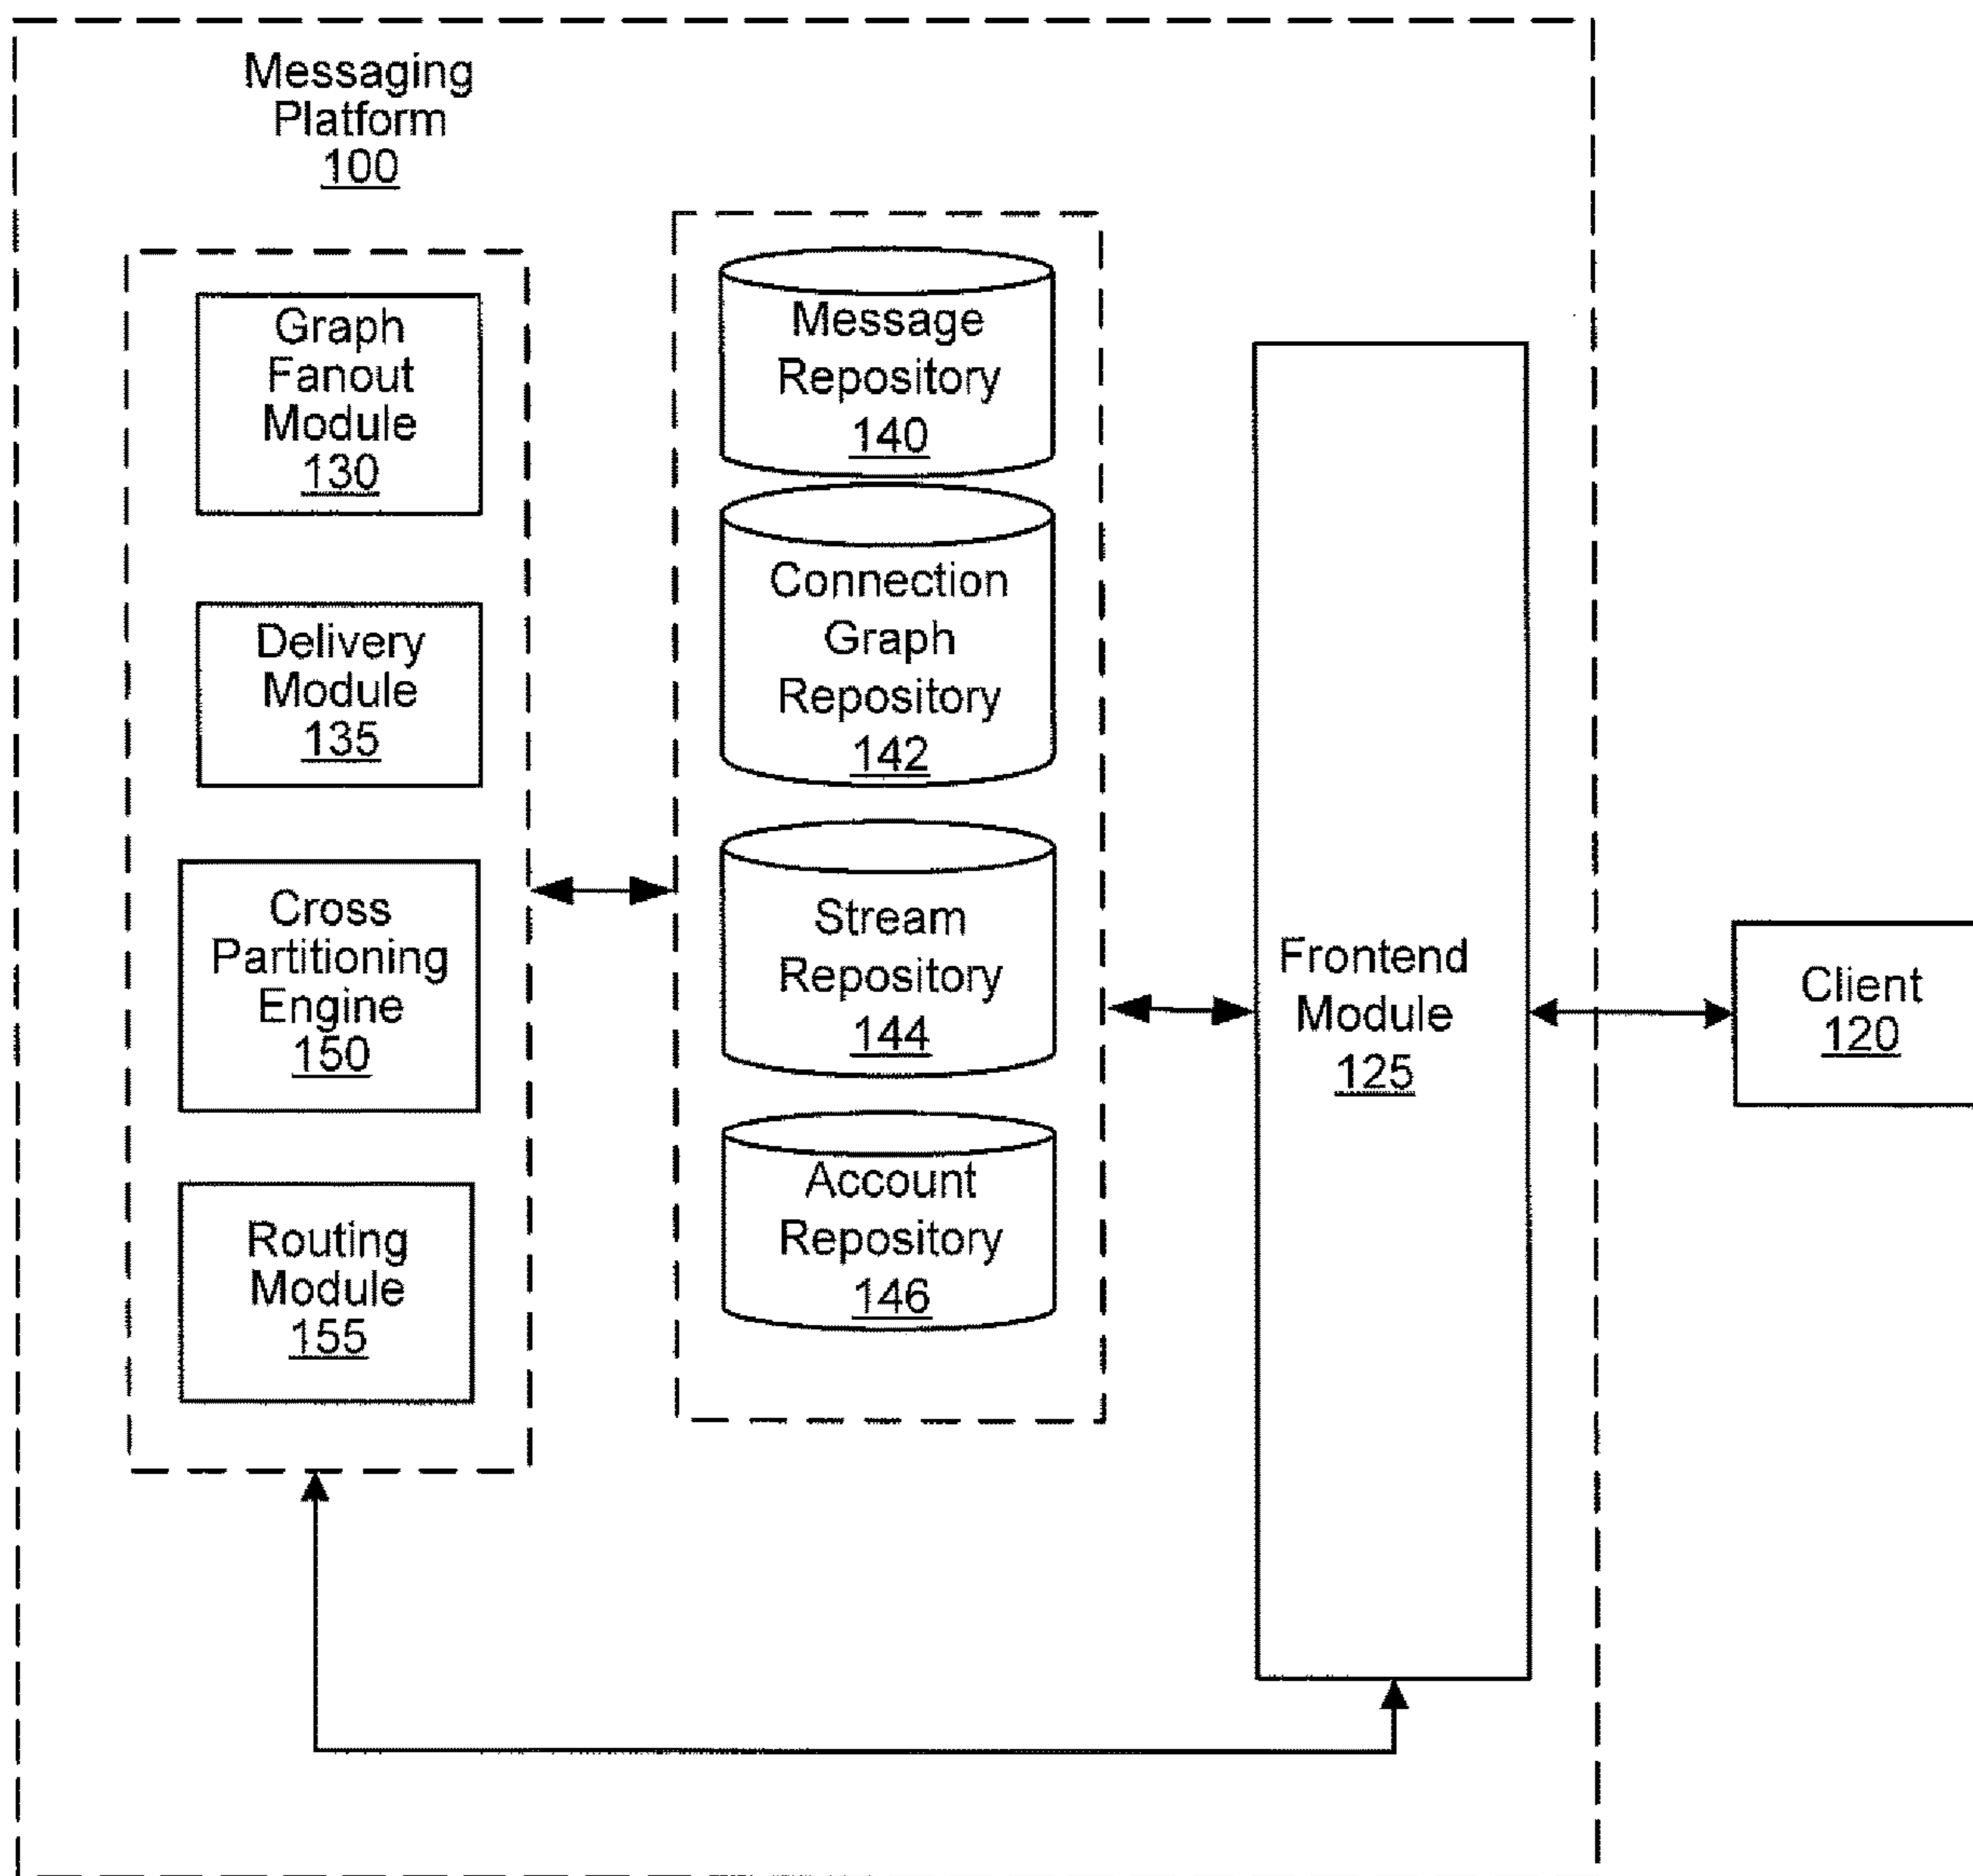 Messaging
Platform
100
Graph
Fanout
Module
130
Delivery
Module
135
Cross
Partitioning
Engine
150
Routing
Module
155
Message
Repository
140
Connection
Graph
Repository
142
Stream
Repository
144
Account
Repository
146
Frontend
Module
125
Client
120